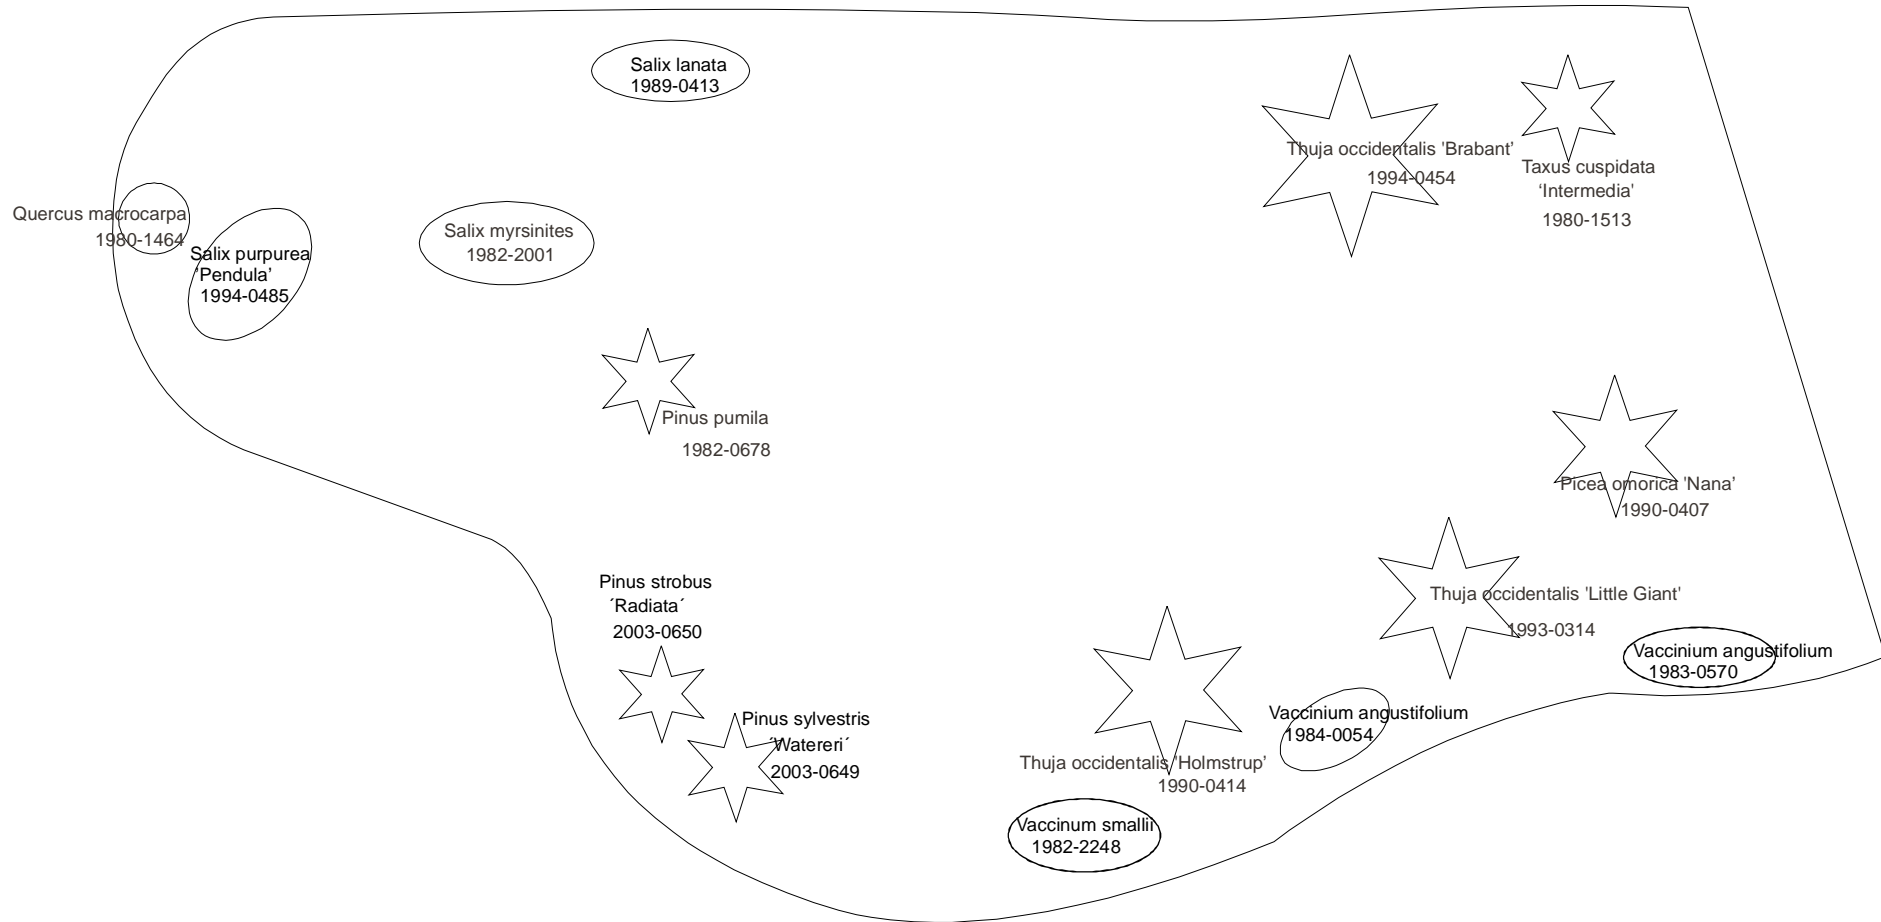 Salix lanata
1989-0413
Thuja occidentalis 'Brabant'
1994-0454
Taxus cuspidata
'Intermedia'
1980-1513
Quercus macrocarpa
1980-1464
Salix purpurea
'Pendula'
1994-0485
Salix myrsinites
1982-2001
Pinus pumila
1982-0678
Picea omorica 'Nana'
1990-0407
Pinus strobus
´Radiata´
2003-0650
Thuja occidentalis 'Little Giant'
1993-0314
Vaccinium angustifolium
1983-0570
Pinus sylvestris
´Watereri´
2003-0649
Vaccinium angustifolium
1984-0054
Thuja occidentalis 'Holmstrup'
1990-0414
Vaccinum smallii
1982-2248